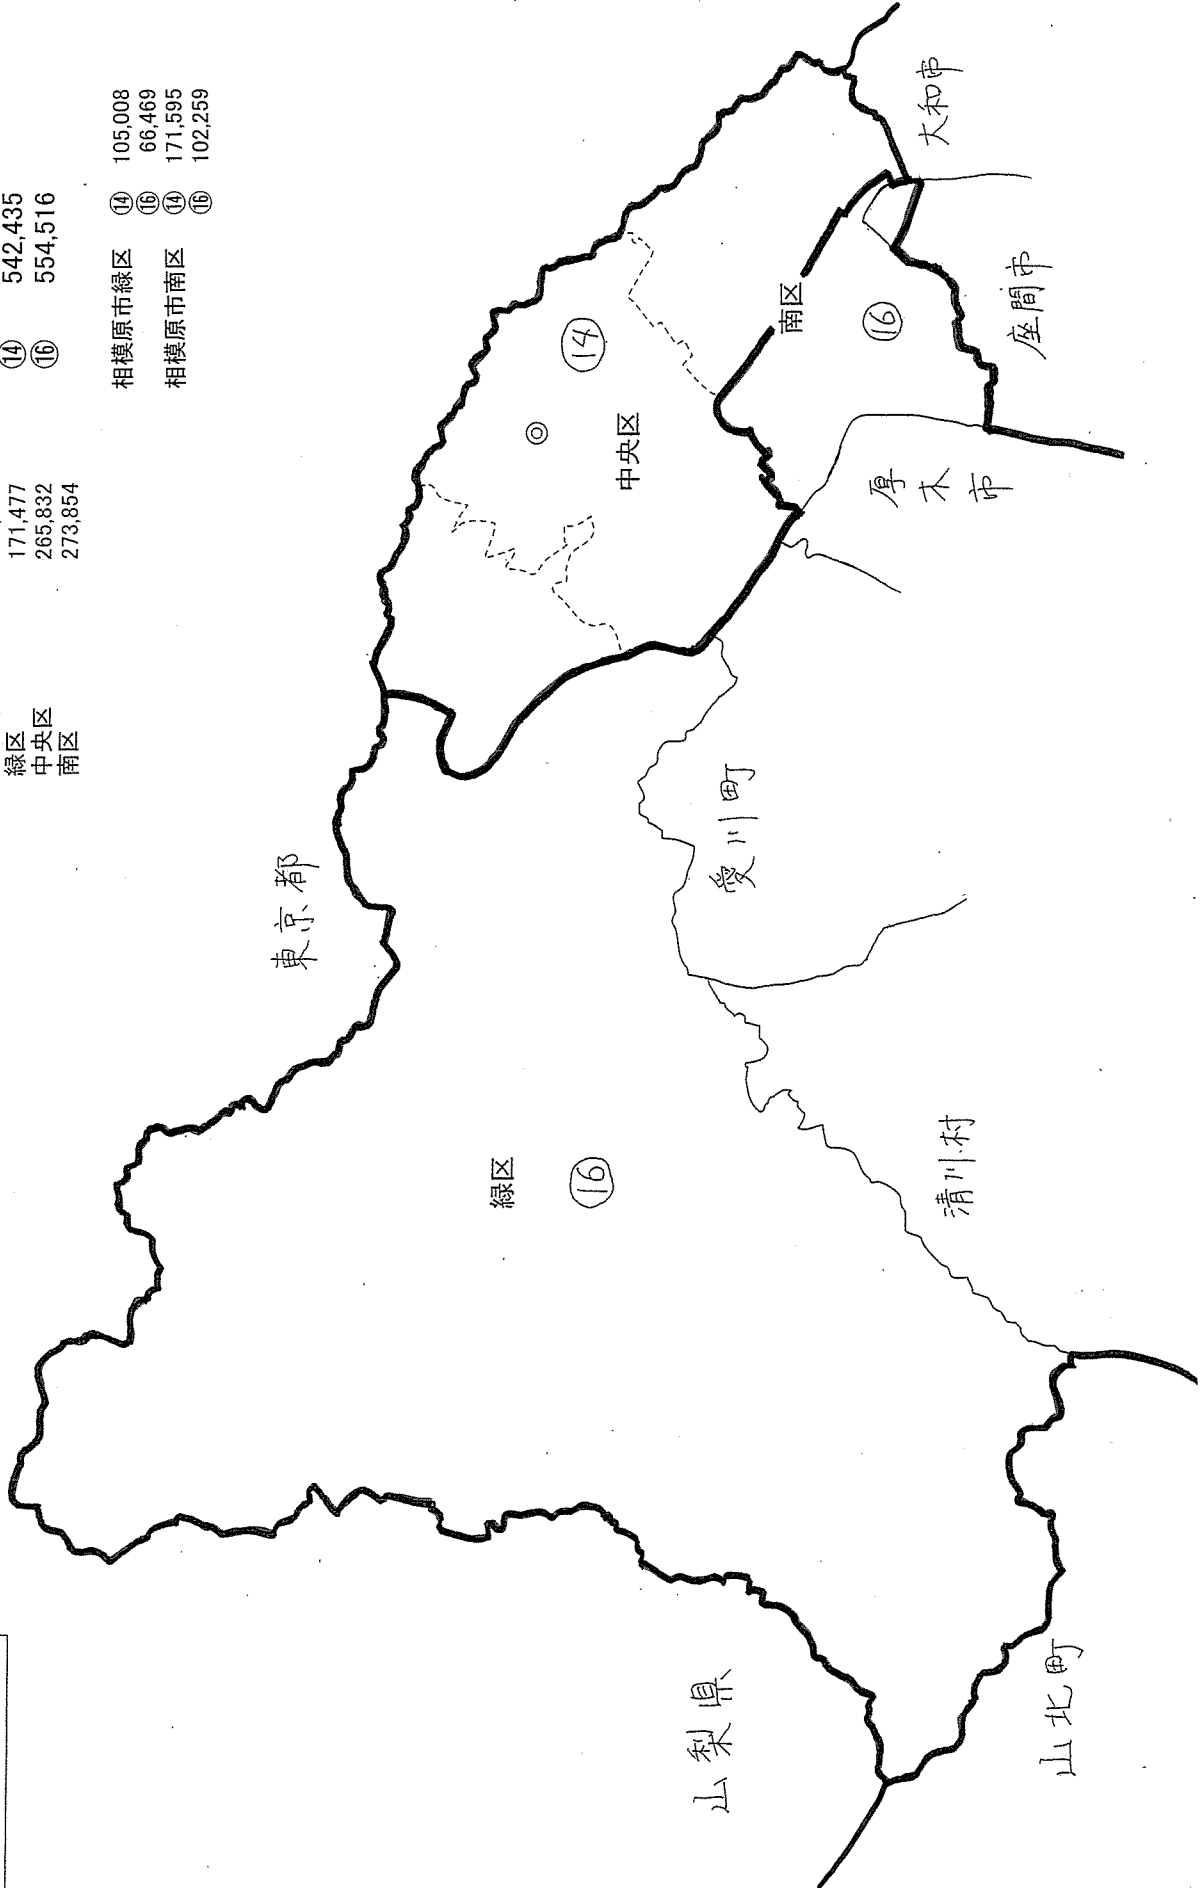 緑区 171,477
中央区 265,832
南区 273,854
⑭ 542,435
⑯ 554,516
相模原市緑区 ⑭ 105,008
⑯ 66,469
相模原市南区 ⑭ 171,595
⑯ 102,259
東京都
緑区
⑯
中央区
⑭
◎
南区
⑯
大和市
座間市
厚木市
愛川町
清川村
山北町
山梨県